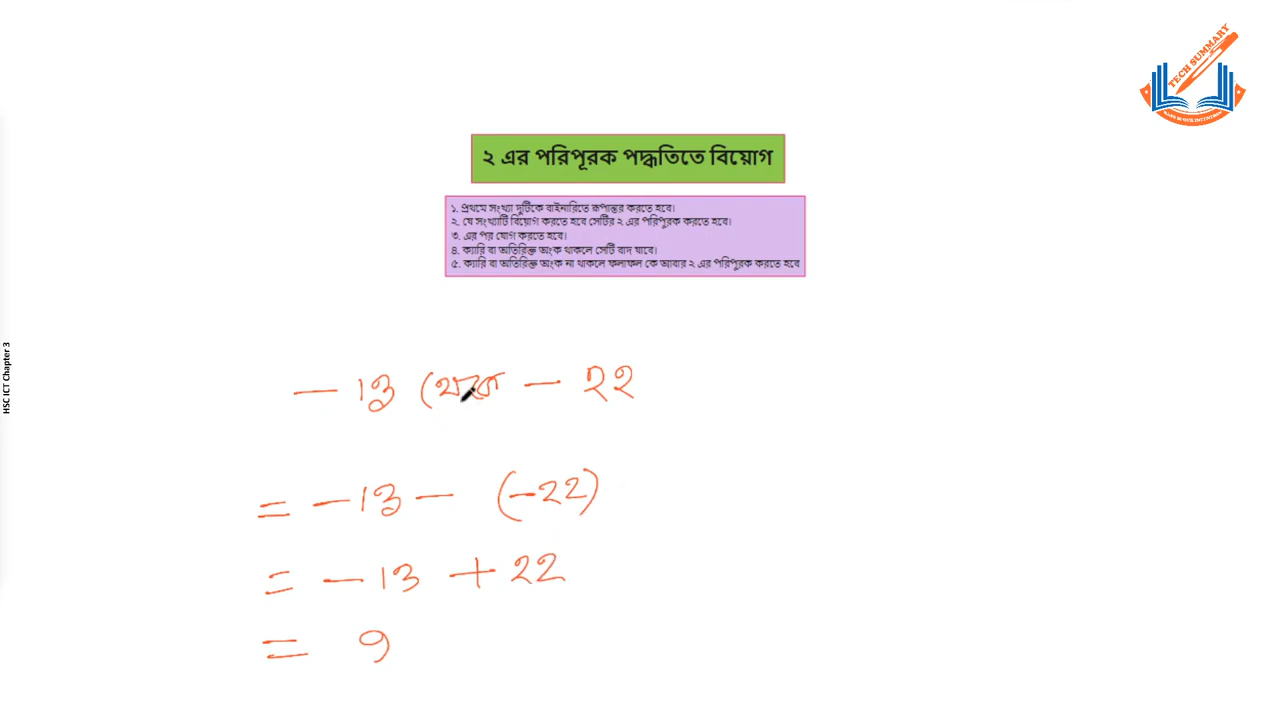 TECH SUMMARY
২ এর পরিপূরক পদ্ধতিতে বিয়োগ
১. প্রথমে সংখ্যা দুটিকে বাইনারিতে রূপান্তর করতে হবে।
২. যে সংখ্যাটি বিয়োগ করতে হবে সেটির ২ এর পরিপুরক করতে হবে।
৩. এর পর যোগ করতে হবে।
৪. ক্যারি বা অতিরিক্ত অংক থাকলে সেটি বাদ যাবে।
৫. ক্যারি বা অতিরিক্ত অংক না থাকলে ফলাফল কে আবার ২ এর পরিপুরক করতে হবে
HSC ICT Chapter 3
- 13 থেকে - 22
= -13 - (-22)
= -13 + 22
= 9